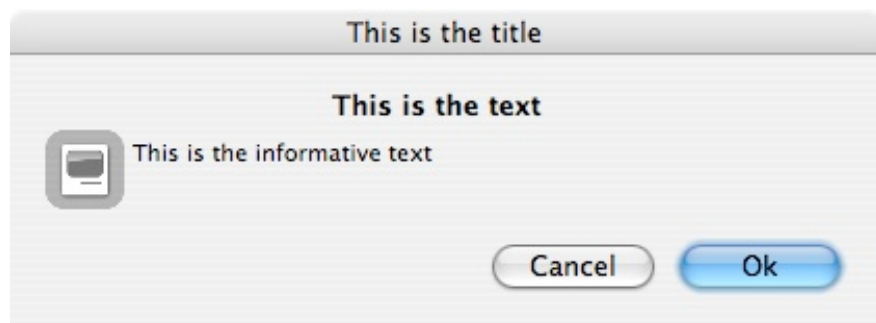 This is the title
This is the text
This is the informative text
Cancel
Ok